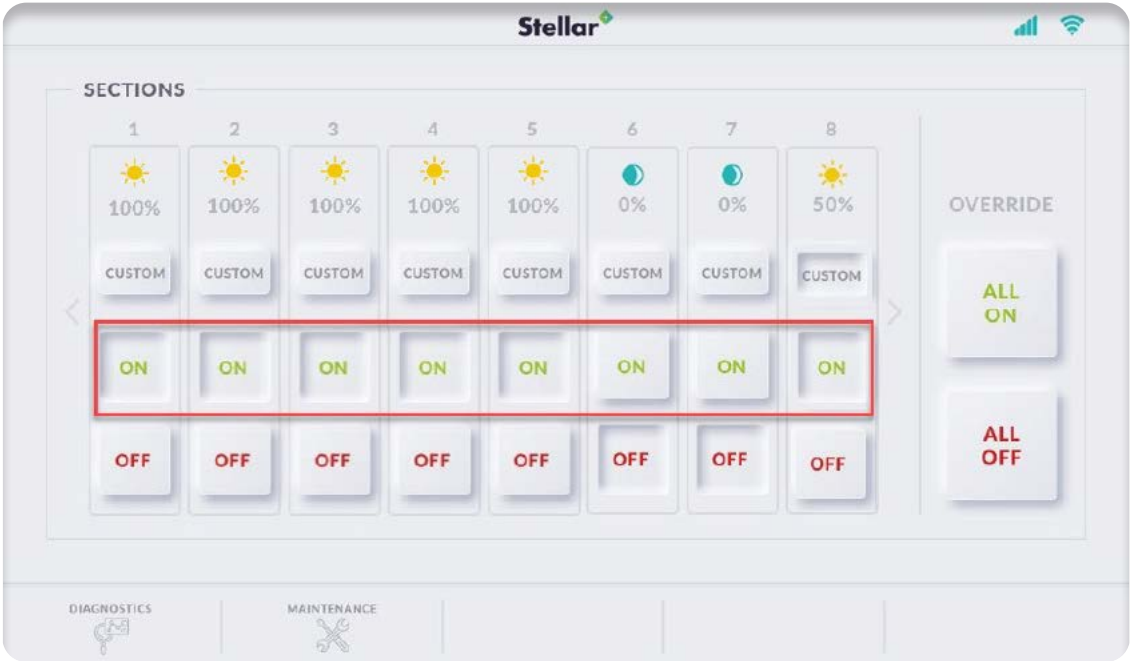 Stellar
SECTIONS
1 2 3 4 5 6 7 8
100% 100% 100% 100% 100% 0% 0% 50%
OVERRIDE
CUSTOM CUSTOM CUSTOM CUSTOM CUSTOM CUSTOM CUSTOM CUSTOM
ALL
ON
ON ON ON ON ON ON ON ON
ALL
OFF
OFF OFF OFF OFF OFF OFF OFF OFF
DIAGNOSTICS
MAINTENANCE